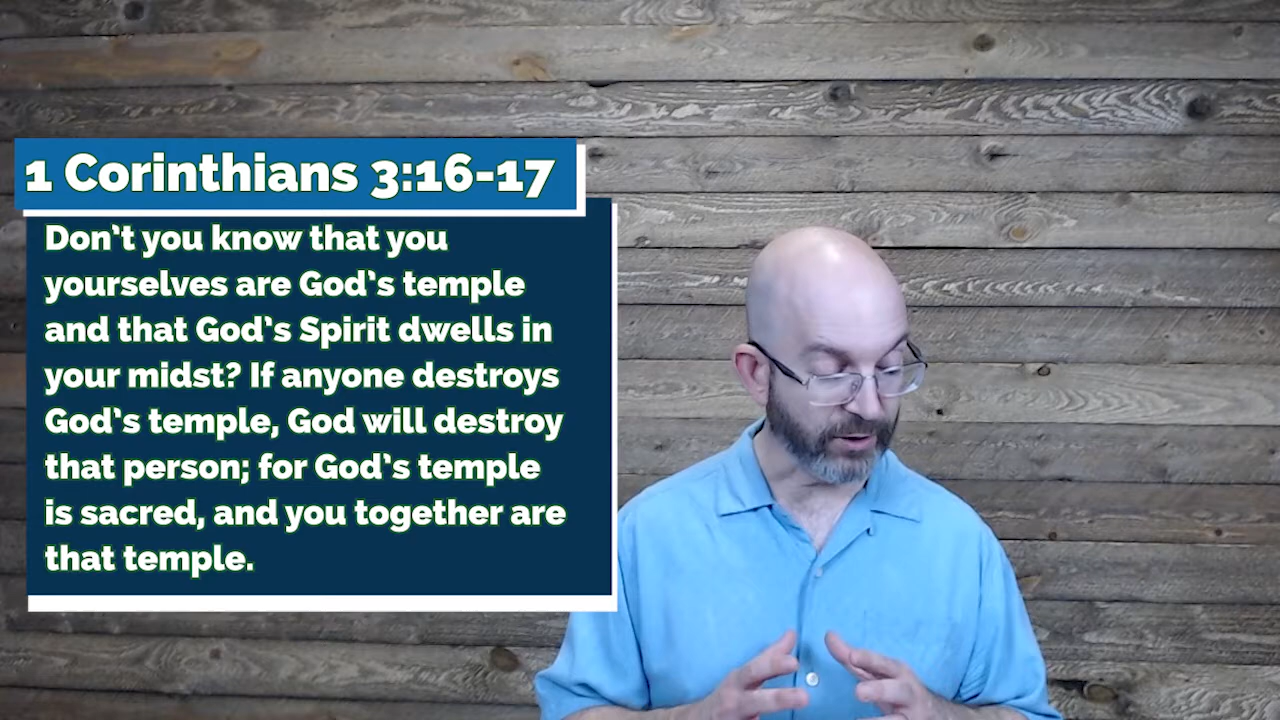 1 Corinthians 3:16-17
Don't you know that you
yourselves are God's temple
and that God's Spirit dwells in
your midst? If anyone destroys
God's temple, God will destroy
that person; for God's temple
is sacred, and you together are
that temple.